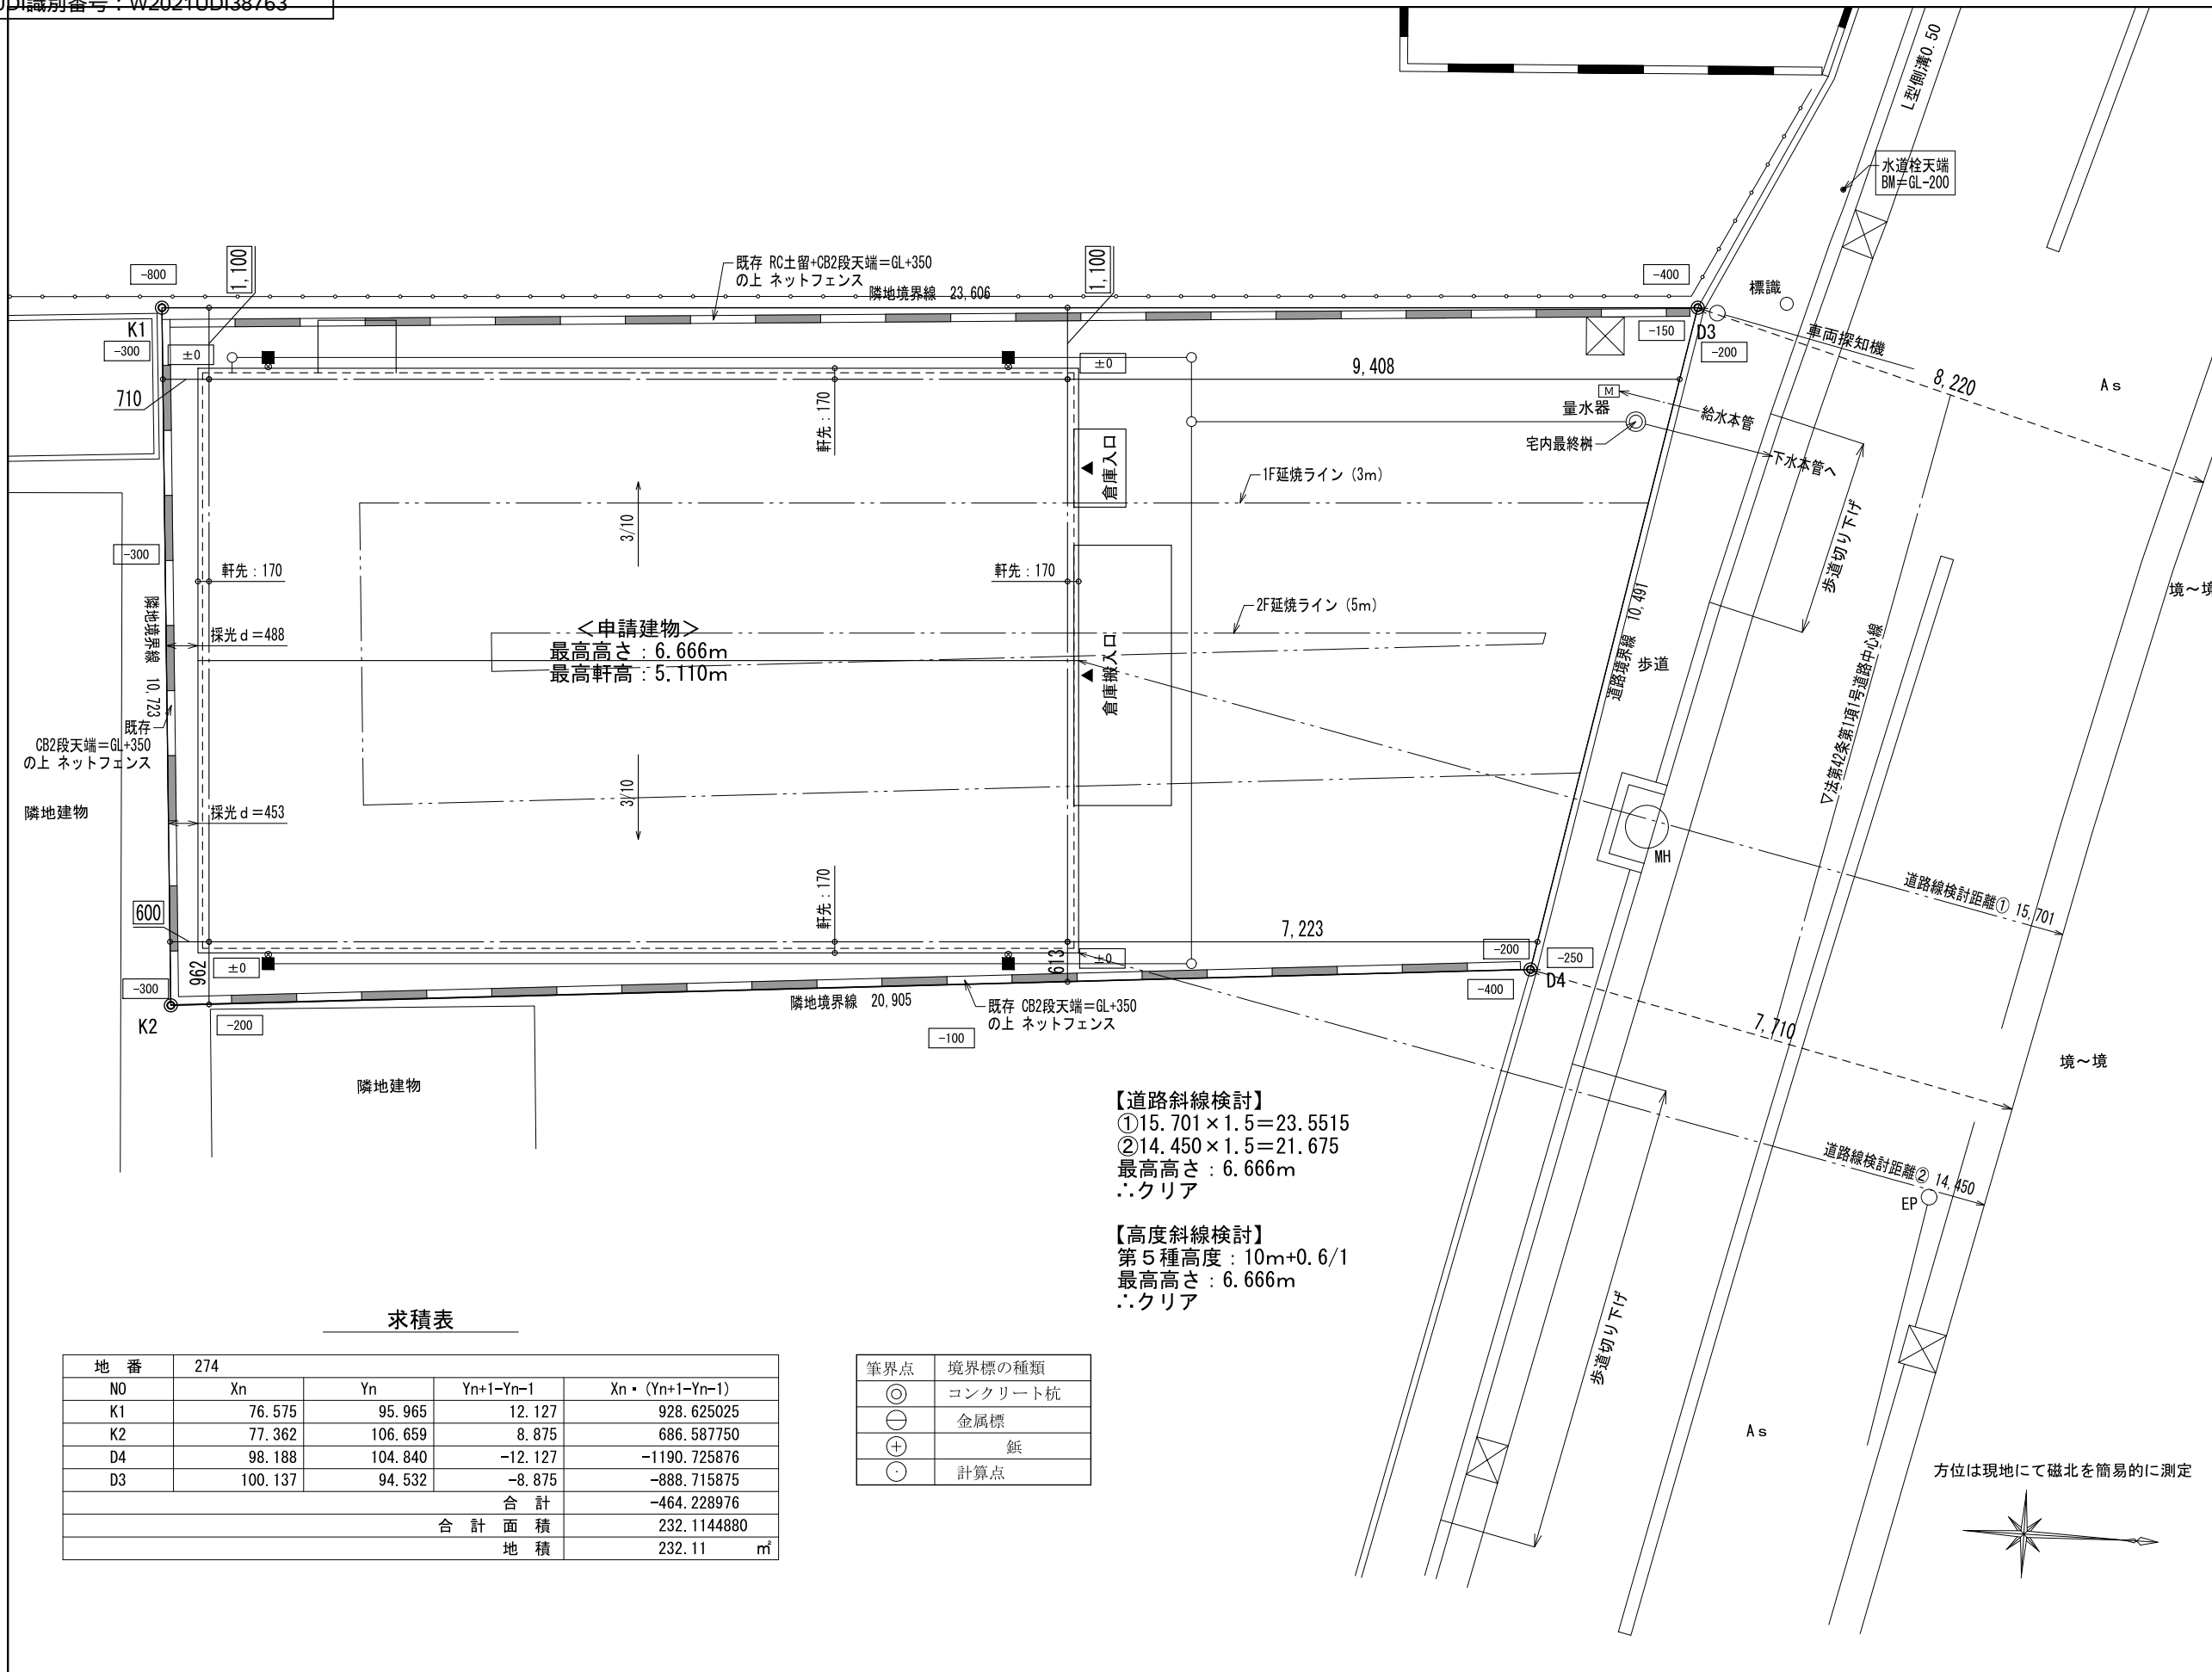 UDI識別番号：W2021UDI38763
L型側溝0.50
水道栓天端
BM＝GL-200
-800
1,100
既存 RC土留+CB2段天端＝GL+350
の上 ネットフェンス
隣地境界線 23,606
1,100
-400
標識
K1
-300
±0
±0
-150
D3
-200
車両探知機
8,220
As
710
軒先：170
9,408
M
量水器
給水本管
宅内最終桝
下水本管へ
倉庫入口
1F延焼ライン（3m）
歩道切り下げ
3/10
-300
軒先：170
軒先：170
境～境
隣地境界線 10,723
採光ｄ＝488
2F延焼ライン（5m）
＜申請建物＞
最高高さ：6.666m
最高軒高：5.110m
倉庫搬入口
道路境界線 10,491
歩道
▽法第42条第1項1号道路中心線
既存
CB2段天端＝GL+350
の上 ネットフェンス
隣地建物
採光ｄ＝453
3/10
MH
道路線検討距離① 15,701
600
軒先：170
7,223
962
±0
613
±0
-200
-250
-300
K2
-200
隣地境界線 20,905
既存 CB2段天端＝GL+350
の上 ネットフェンス
-100
-400
D4
7,710
境～境
隣地建物
【道路斜線検討】
①15.701×1.5＝23.5515
②14.450×1.5＝21.675
最高高さ：6.666m
∴クリア
道路線検討距離② 14,450
EP
【高度斜線検討】
第５種高度：10m+0.6/1
最高高さ：6.666m
∴クリア
歩道切り下げ
求積表
地 番 274
NO Xn Yn Yn+1-Yn-1 Xn・(Yn+1-Yn-1)
K1 76.575 95.965 12.127 928.625025
K2 77.362 106.659 8.875 686.587750
D4 98.188 104.840 -12.127 -1190.725876
D3 100.137 94.532 -8.875 -888.715875
合 計 -464.228976
合 計 面 積 232.1144880
地 積 232.11 ㎡
筆界点 境界標の種類
コンクリート杭
金属標
鋲
計算点
As
方位は現地にて磁北を簡易的に測定